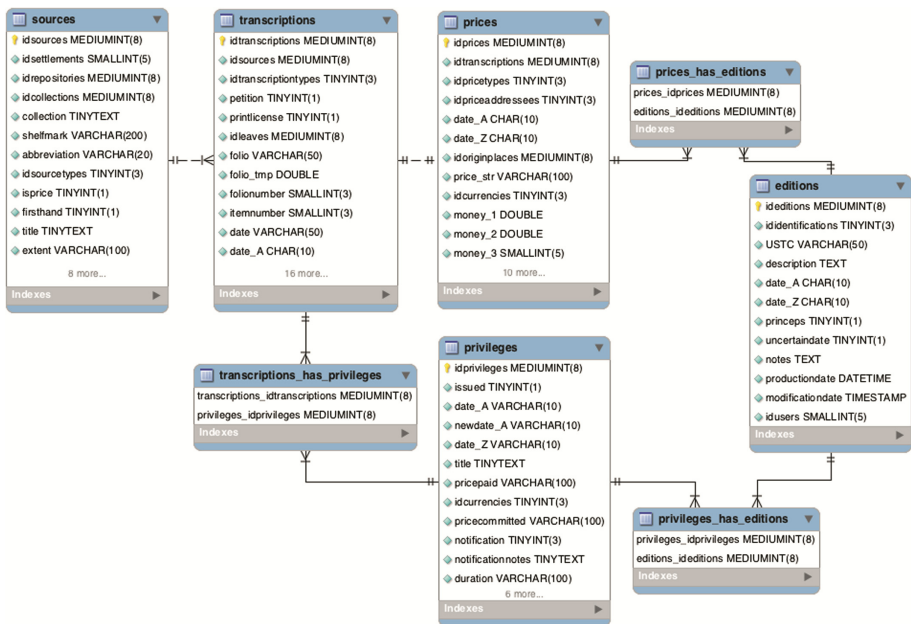 sources
idsources MEDIUMINT(8)
idsettlements SMALLINT(5)
idrepositories MEDIUMINT(8)
idcollections MEDIUMINT(8)
collection TINYTEXT
shelfmark VARCHAR(200)
abbreviation VARCHAR(20)
idsourcetypes TINYINT(3)
isprice TINYINT(1)
firsthand TINYINT(1)
title TINYTEXT
extent VARCHAR(100)
8 more...
Indexes
transcriptions
idtranscriptions MEDIUMINT(8)
idsources MEDIUMINT(8)
idtranscriptiontypes TINYINT(3)
petition TINYINT(1)
printlicense TINYINT(1)
idleaves MEDIUMINT(8)
folio VARCHAR(50)
folio_tmp DOUBLE
folionumber SMALLINT(3)
itemnumber SMALLINT(3)
date VARCHAR(50)
date_A CHAR(10)
16 more...
Indexes
prices
idprices MEDIUMINT(8)
idtranscriptions MEDIUMINT(8)
idpricetypes TINYINT(3)
idpriceaddressees TINYINT(3)
date_A CHAR(10)
date_Z CHAR(10)
idoriginplaces MEDIUMINT(8)
price_str VARCHAR(100)
idcurrencies TINYINT(3)
money_1 DOUBLE
money_2 DOUBLE
money_3 SMALLINT(5)
10 more...
Indexes
prices_has_editions
prices_idprices MEDIUMINT(8)
editions_ideditions MEDIUMINT(8)
Indexes
editions
ideditions MEDIUMINT(8)
ididentifications TINYINT(3)
USTC VARCHAR(50)
description TEXT
date_A CHAR(10)
date_Z CHAR(10)
princeps TINYINT(1)
uncertaindate TINYINT(1)
notes TEXT
productiondate DATETIME
modificationdate TIMESTAMP
idusers SMALLINT(5)
Indexes
transcriptions_has_privileges
transcriptions_idtranscriptions MEDIUMINT(8)
privileges_idprivileges MEDIUMINT(8)
Indexes
privileges
idprivileges MEDIUMINT(8)
issued TINYINT(1)
date_A VARCHAR(10)
newdate_A VARCHAR(10)
date_Z VARCHAR(10)
title TINYTEXT
pricepaid VARCHAR(100)
idcurrencies TINYINT(3)
pricecommitted VARCHAR(100)
notification TINYINT(3)
notificationnotes TINYTEXT
duration VARCHAR(100)
6 more...
Indexes
privileges_has_editions
privileges_idprivileges MEDIUMINT(8)
editions_ideditions MEDIUMINT(8)
Indexes